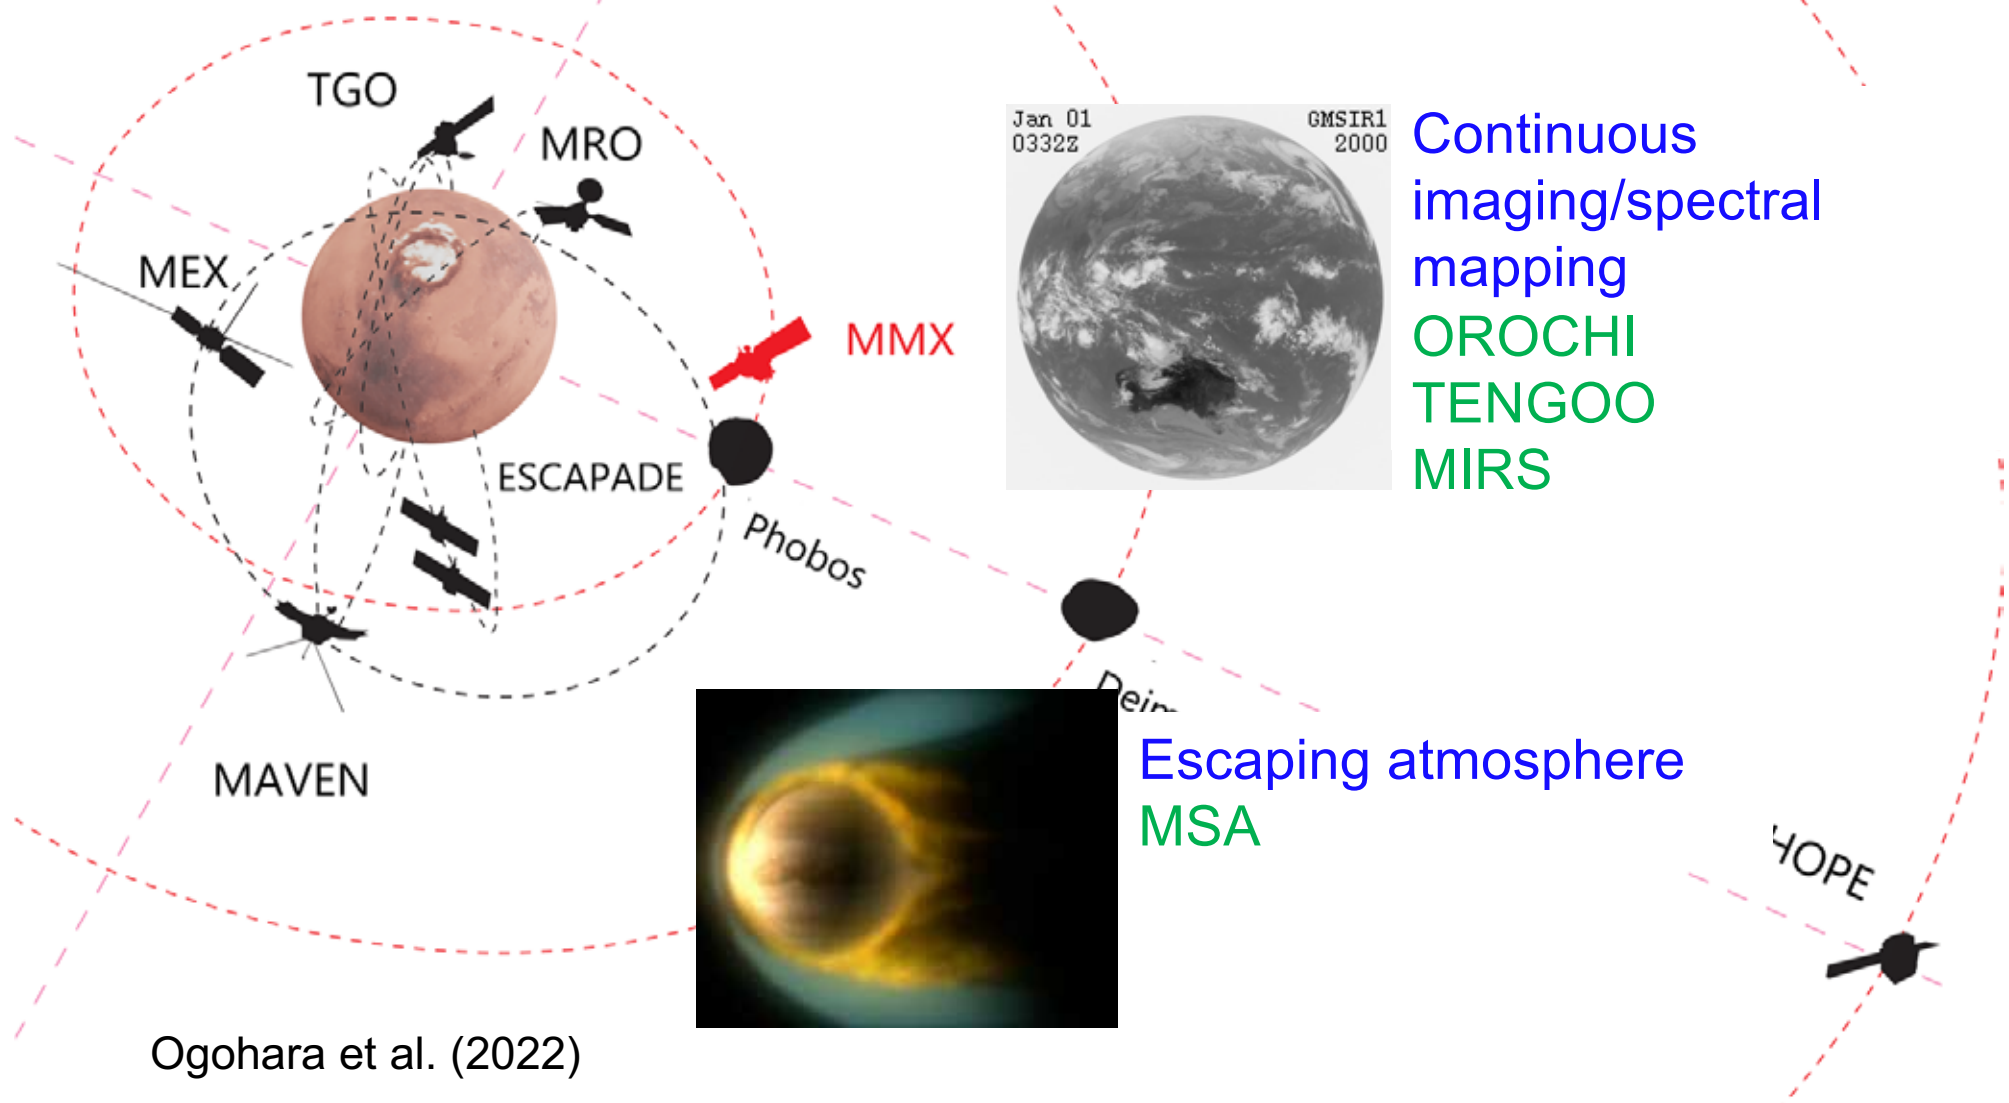 TGO
MRO
MEX
MMX
ESCAPADE
Phobos
MAVEN
HOPE
Jan 01 GMSIR1
0332Z 2000
Continuous
imaging/spectral
mapping
OROCHI
TENGOO
MIRS
Escaping atmosphere
MSA
Ogohara et al. (2022)